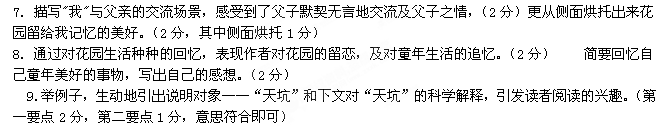 7. 描写"我"与父亲的交流场景，感受到了父子默契无言地交流及父子之情，（2分）更从侧面烘托出来花
园留给我记忆的美好。（2分，其中侧面烘托1分）
8. 通过对花园生活种种的回忆，表现作者对花园的留恋，及对童年生活的追忆。（2分） 简要回忆自
己童年美好的事物，写出自己的感想。（2分）
9.举例子，生动地引出说明对象——“天坑”和下文对“天坑”的科学解释，引发读者阅读的兴趣。（第
一要点2分，第二要点1分，意思符合即可）